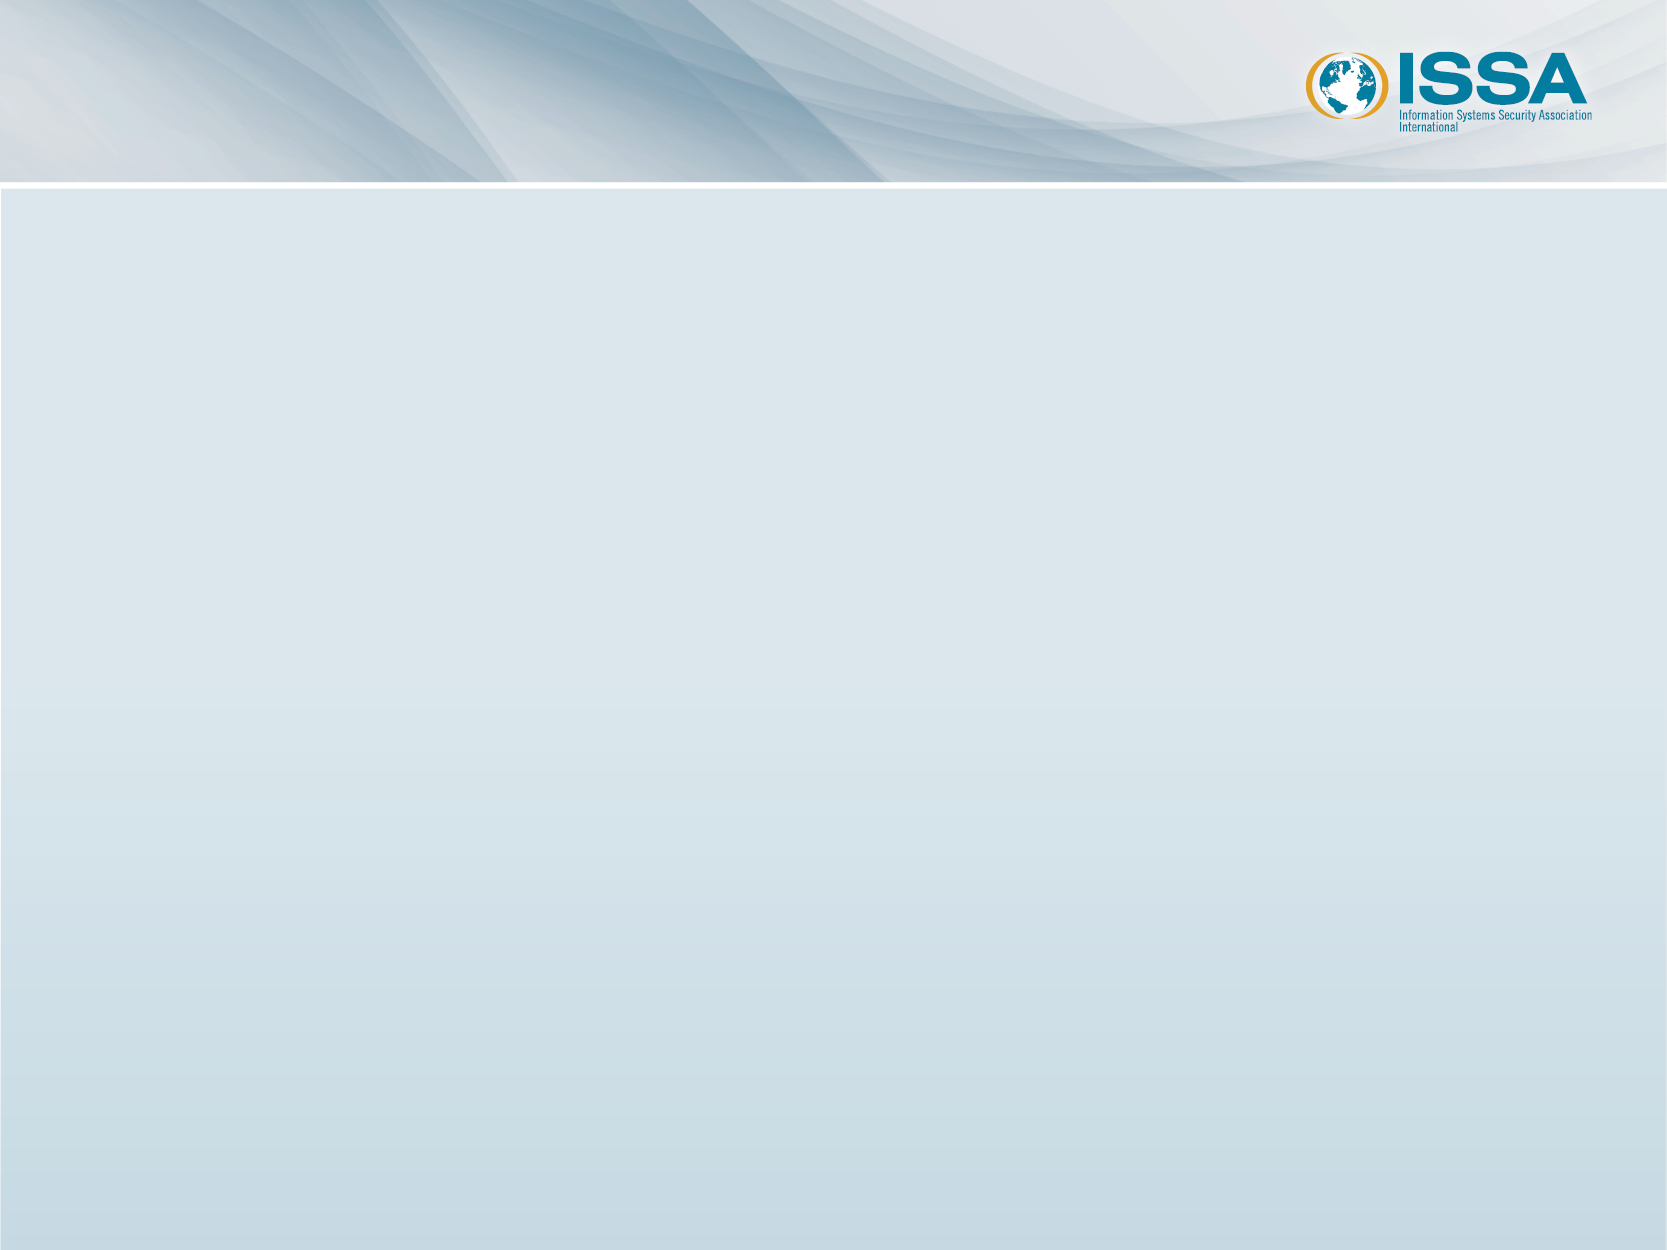 ISSA
Information Systems Security Association
International